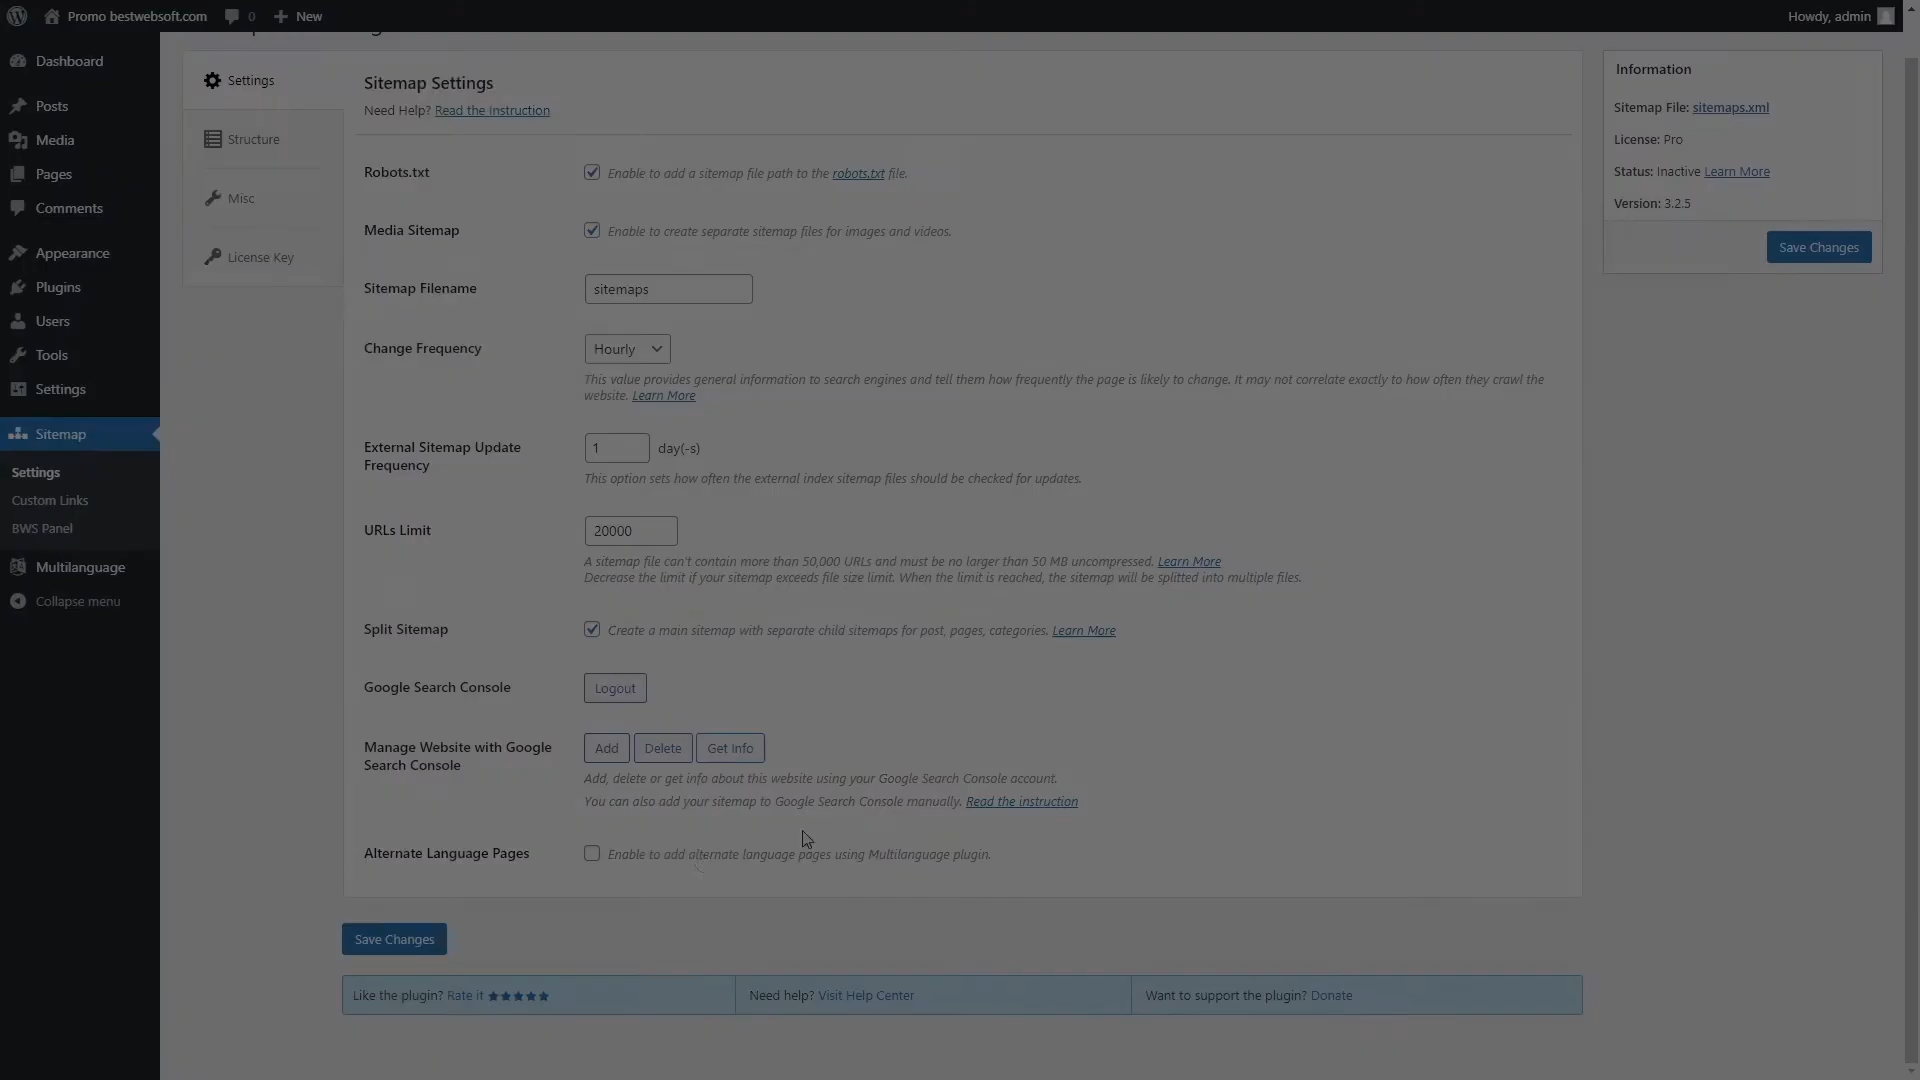 Promo bestwebsoft.com
0
New
Howdy, admin
Dashboard
Posts
Media
Pages
Comments
Appearance
Plugins
Users
Tools
Settings
Sitemap
Settings
Custom Links
BWS Panel
Multilanguage
Collapse menu
Settings
Structure
Misc
License Key
Sitemap Settings
Need Help? Read the Instruction
Robots.txt
Enable to add a sitemap file path to the robots.txt file.
Media Sitemap
Enable to create separate sitemap files for images and videos.
Sitemap Filename
sitemaps
Change Frequency
Hourly
This value provides general information to search engines and tell them how frequently the page is likely to change. It may not correlate exactly to how often they crawl the
website. Learn More
External Sitemap Update
Frequency
1
day(-s)
This option sets how often the external index sitemap files should be checked for updates.
URLs Limit
20000
A sitemap file can't contain more than 50,000 URLs and must be no larger than 50 MB uncompressed. Learn More
Decrease the limit if your sitemap exceeds file size limit. When the limit is reached, the sitemap will be splitted into multiple files.
Split Sitemap
Create a main sitemap with separate child sitemaps for post, pages, categories. Learn More
Google Search Console
Logout
Manage Website with Google
Search Console
Add
Delete
Get Info
Add, delete or get info about this website using your Google Search Console account.
You can also add your sitemap to Google Search Console manually. Read the instruction
Alternate Language Pages
Enable to add alternate language pages using Multilanguage plugin.
Save Changes
Like the plugin? Rate it
Need help? Visit Help Center
Want to support the plugin? Donate
Information
Sitemap File: sitemaps.xml
License: Pro
Status: Inactive Learn More
Version: 3.2.5
Save Changes